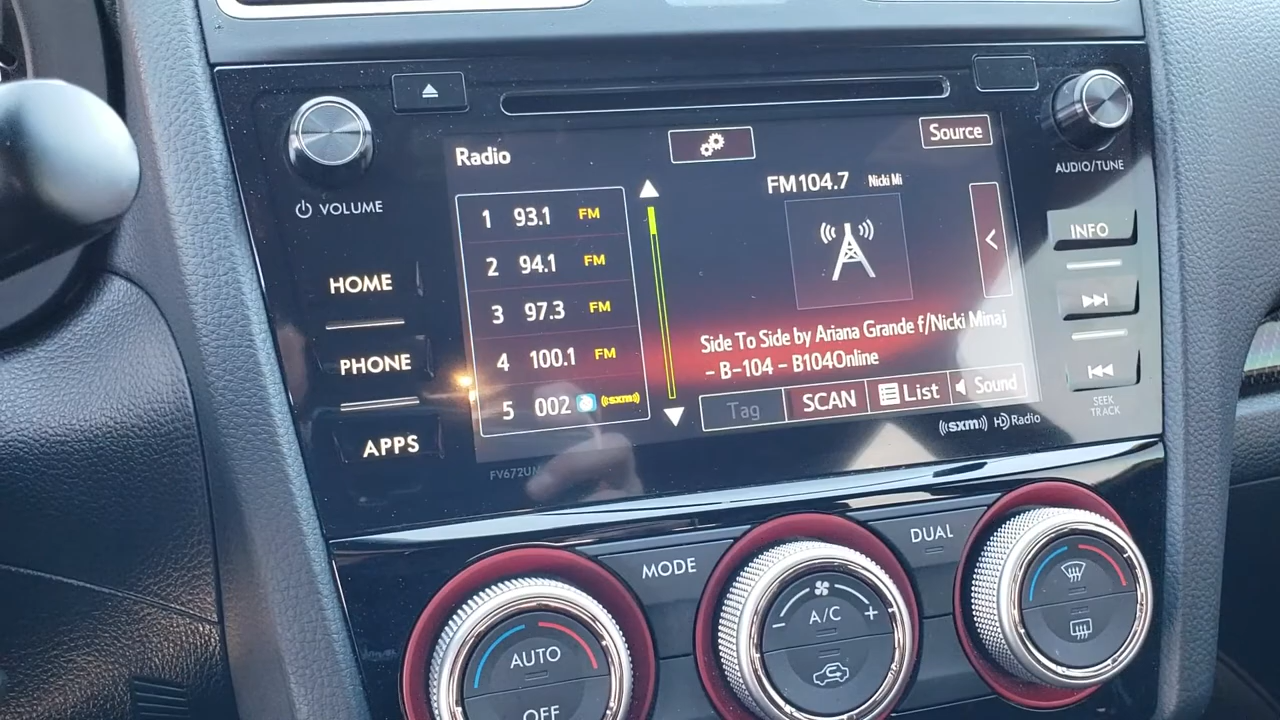 Radio
Source
FM104.7 Nicki Mi
1 93.1 FM
2 94.1 FM
3 97.3 FM
4 100.1 FM
5 002 ((sxm))
Side To Side by Ariana Grande f/Nicki Minaj
- B-104 - B104Online
Tag SCAN List Sound
VOLUME
HOME
PHONE
APPS
AUDIO/TUNE
INFO
SEEK
TRACK
((sxm)) HD Radio
FV672UM
MODE
DUAL
AUTO
OFF
A/C
- +